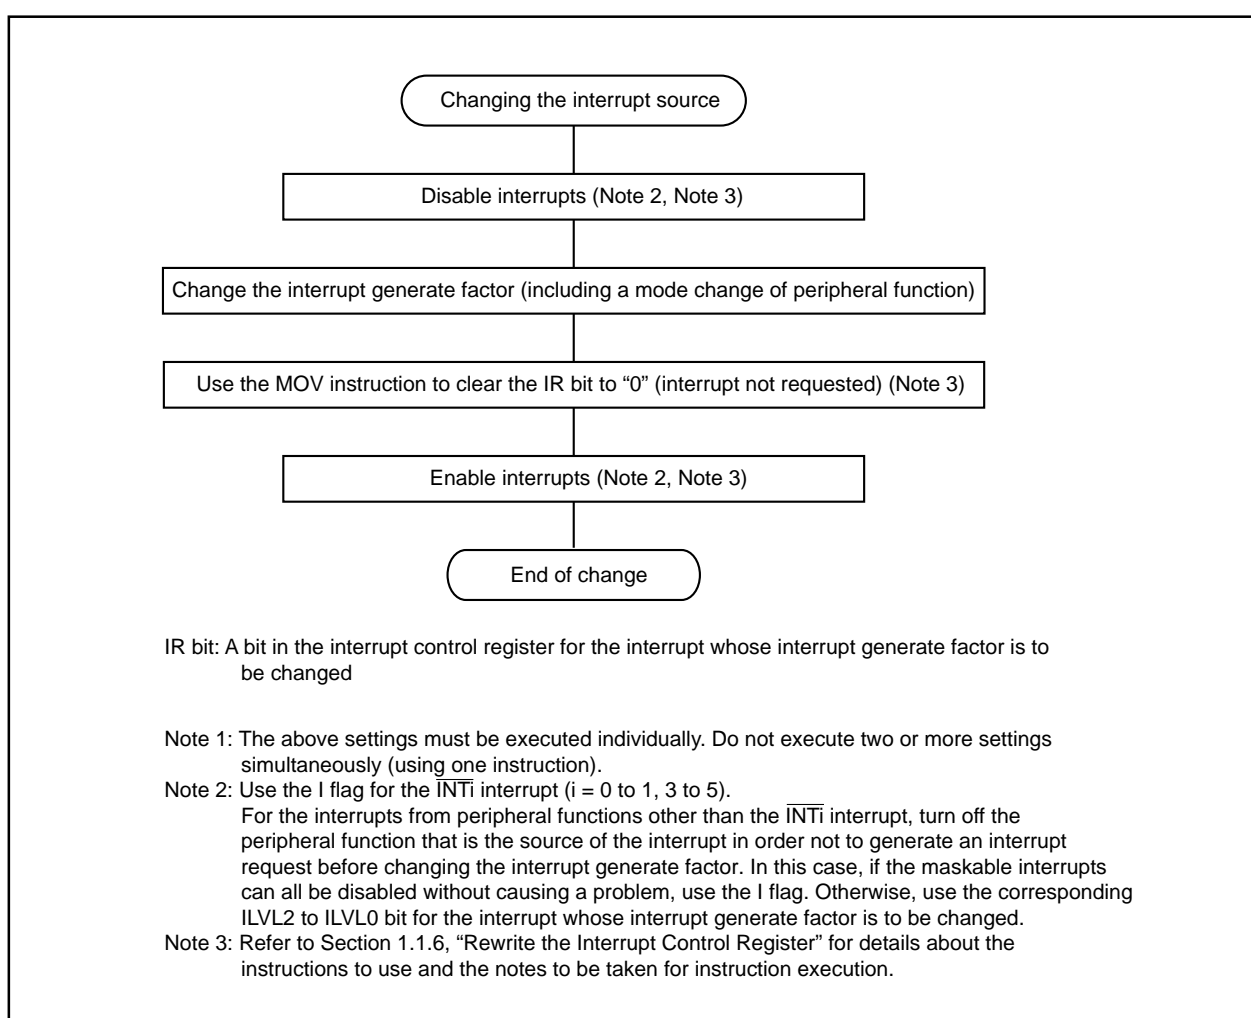 Changing the interrupt source
Disable interrupts (Note 2, Note 3)
Change the interrupt generate factor (including a mode change of peripheral function)
Use the MOV instruction to clear the IR bit to “0” (interrupt not requested) (Note 3)
Enable interrupts (Note 2, Note 3)
End of change
IR bit: A bit in the interrupt control register for the interrupt whose interrupt generate factor is to
be changed
Note 1: The above settings must be executed individually. Do not execute two or more settings
simultaneously (using one instruction).
Note 2: Use the I flag for the I̅N̅T̅i̅ interrupt (i = 0 to 1, 3 to 5).
For the interrupts from peripheral functions other than the I̅N̅T̅i̅ interrupt, turn off the
peripheral function that is the source of the interrupt in order not to generate an interrupt
request before changing the interrupt generate factor. In this case, if the maskable interrupts
can all be disabled without causing a problem, use the I flag. Otherwise, use the corresponding
ILVL2 to ILVL0 bit for the interrupt whose interrupt generate factor is to be changed.
Note 3: Refer to Section 1.1.6, “Rewrite the Interrupt Control Register” for details about the
instructions to use and the notes to be taken for instruction execution.